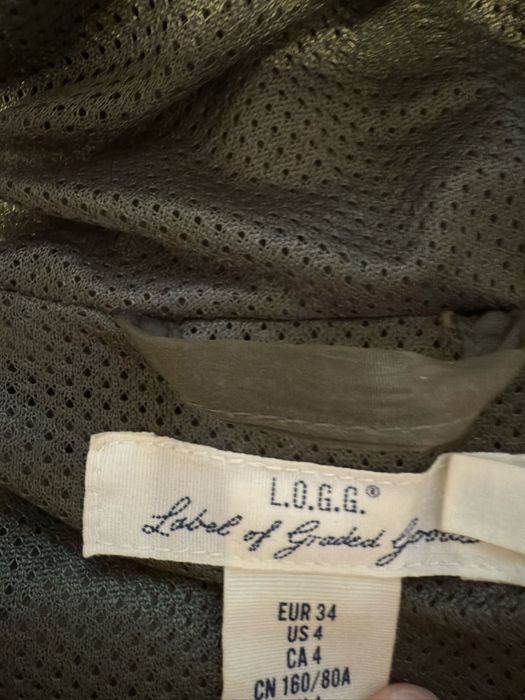 L.O.G.G.®
Label of Graded Goods
EUR 34
US 4
CA 4
CN 160/80A